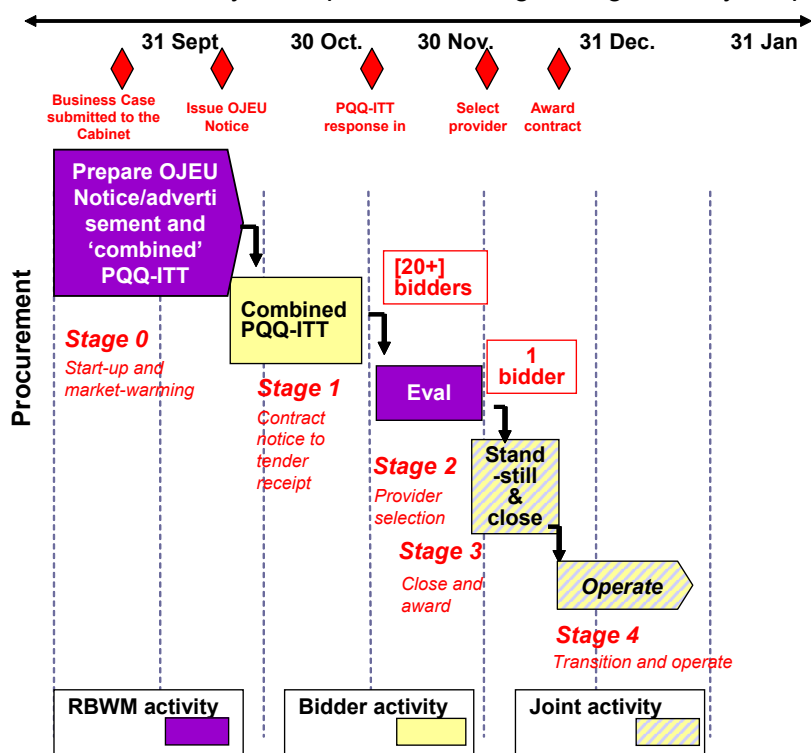 31 Sept.
30 Oct.
30 Nov.
31 Dec.
31 Jan
Business Case
submitted to the
Cabinet
Issue OJEU
Notice
PQQ-ITT
response in
Select
provider
Award
contract
Procurement
Prepare OJEU
Notice/adverti
sement and
‘combined’
PQQ-ITT
Combined
PQQ-ITT
[20+]
bidders
Stage 0
Start-up and
market-warming
Stage 1
Contract
notice to
tender
receipt
Eval
1
bidder
Stage 2
Provider
selection
Stand
-still
&
close
Stage 3
Close and
award
Operate
Stage 4
Transition and operate
RBWM activity
Bidder activity
Joint activity